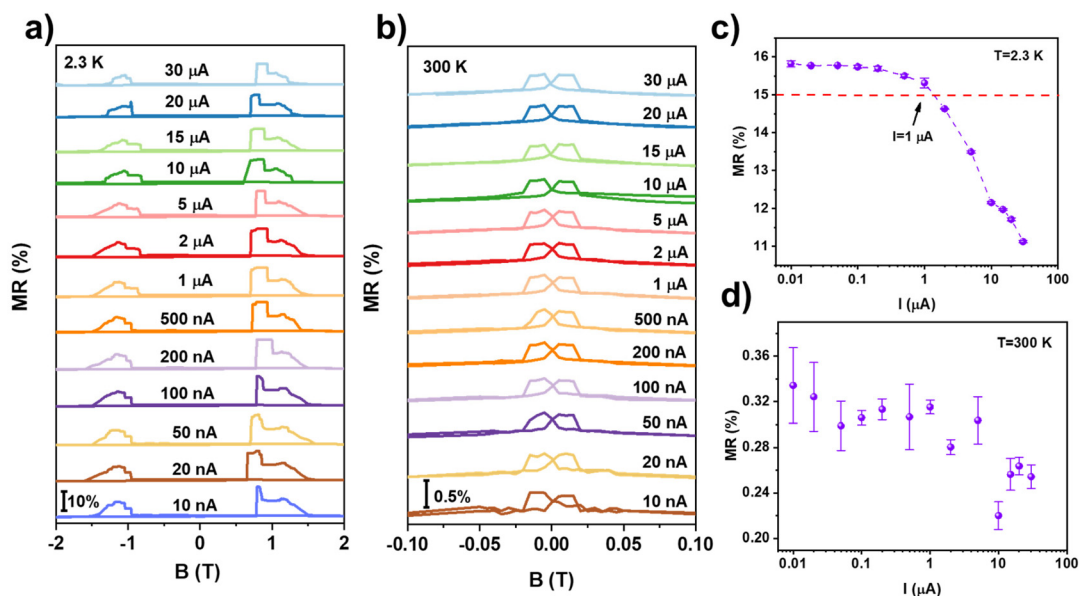 a)
2.3 K
30 μA
20 μA
15 μA
10 μA
5 μA
2 μA
1 μA
500 nA
200 nA
100 nA
50 nA
20 nA
10 nA
10%
MR (%)
-2 -1 0 1 2
B (T)
b)
300 K
30 μA
20 μA
15 μA
10 μA
5 μA
2 μA
1 μA
500 nA
200 nA
100 nA
50 nA
20 nA
10 nA
0.5%
MR (%)
-0.10 -0.05 0.00 0.05 0.10
B (T)
c)
T=2.3 K
I=1 μA
16
15
14
13
12
11
MR (%)
0.01 0.1 1 10 100
I (μA)
d)
T=300 K
0.36
0.32
0.28
0.24
0.20
MR (%)
0.01 0.1 1 10 100
I (μA)